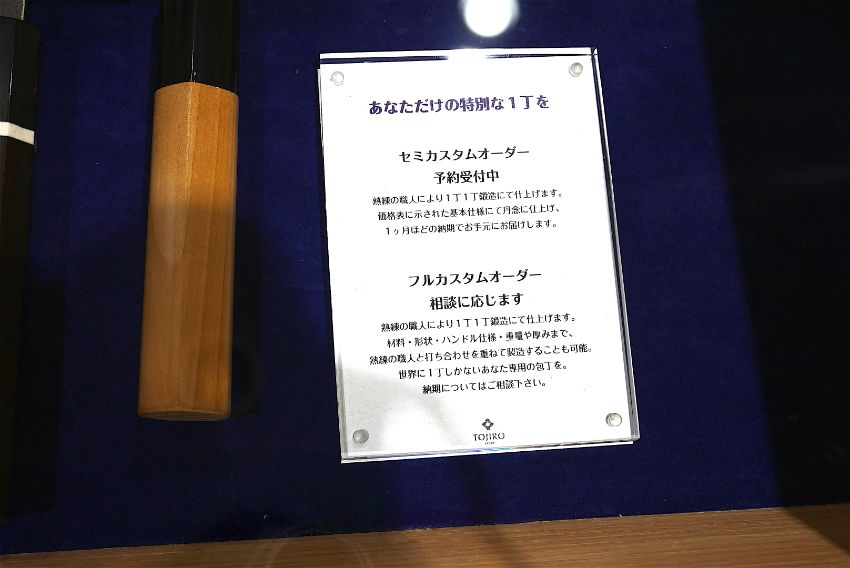 あなただけの特別な1丁を
セミカスタムオーダー
予約受付中
熟練の職人により1丁1丁鍛造にて仕上げます。
価格表に示された基本仕様にて丹念に仕上げ、
1ヶ月ほどの納期でお手元にお届けします。
フルカスタムオーダー
相談に応じます
熟練の職人により1丁1丁鍛造にて仕上げます。
材料・形状・ハンドル仕様・重量や厚みまで、
熟練の職人と打ち合わせを重ねて製造することも可能。
世界に1丁しかないあなた専用の包丁を。
納期についてはご相談下さい。
TOJIRO